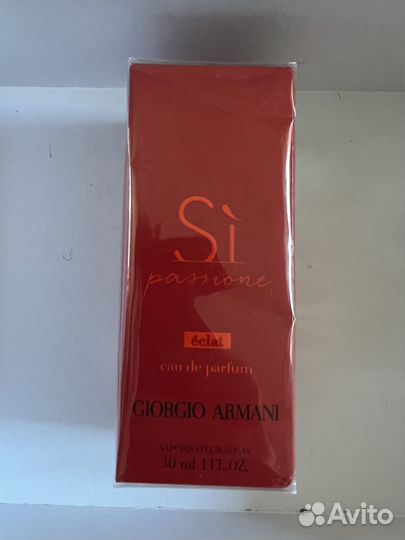 Sì
passione
éclat
eau de parfum
GIORGIO ARMANI
VAPORISATEUR SPRAY
30 ml 1 FL.OZ.
Avito